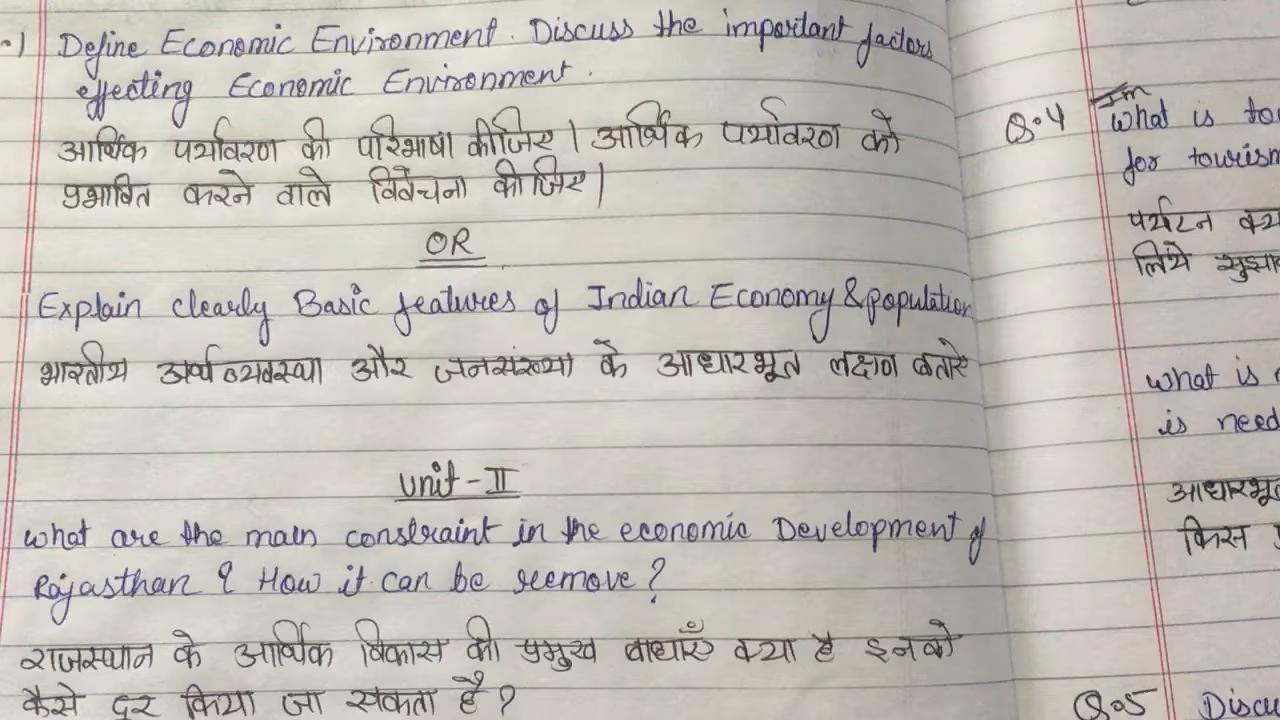 .1 Define Economic Environment. Discuss the important factors
effecting Economic Environment.
आर्थिक पर्यावरण की परिभाषा कीजिए। आर्थिक पर्यावरण को
प्रभावित करने वाले विवेचना कीजिए।
OR
Explain clearly Basic features of Indian Economy & population
भारतीय अर्थव्यवस्था और जनसंख्या के आधारभूत लक्षण बताऐ
Unit-II
what are the main constraint in the economic Development of
Rajasthan ? How it can be remove?
राजस्थान के आर्थिक विकास की प्रमुख बाधाएँ क्या है इनको
कैसे दूर किया जा सकता है?
Q.4 what is
for tourism
पर्यटन
लिये
what is
is need
किस
Q.5